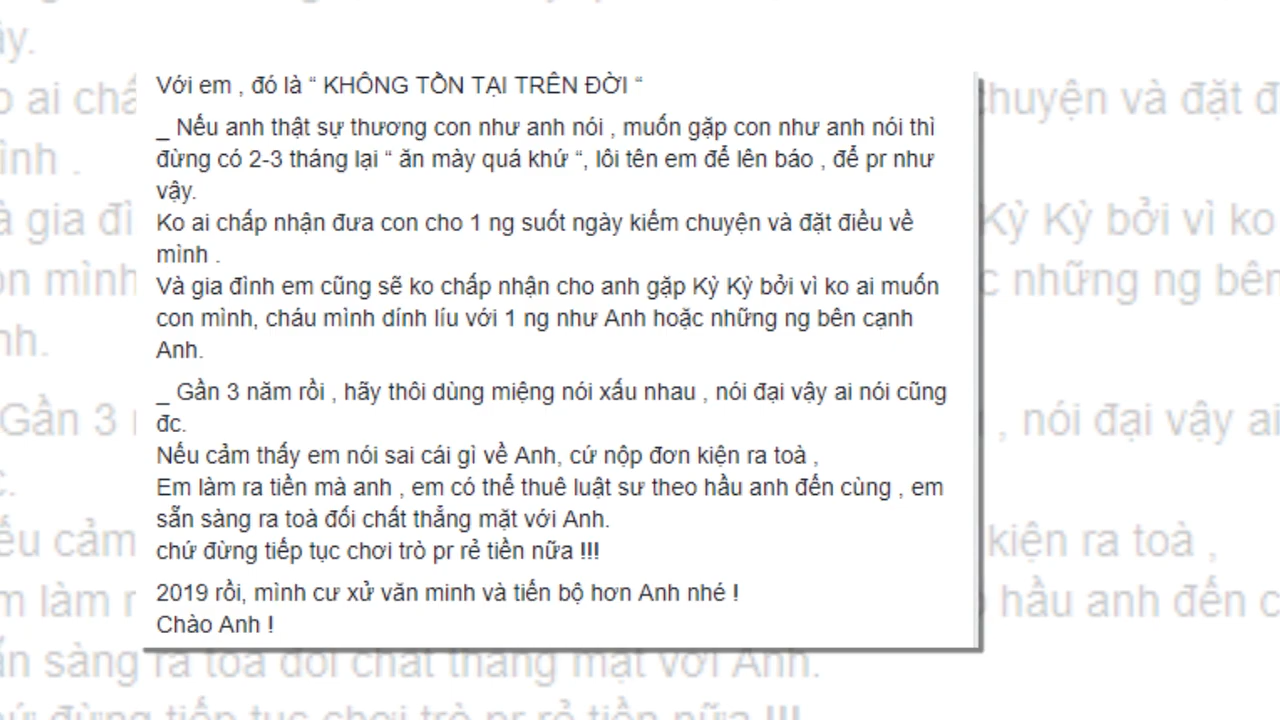 Với em , đó là “ KHÔNG TỒN TẠI TRÊN ĐỜI “
_ Nếu anh thật sự thương con như anh nói , muốn gặp con như anh nói thì
đừng có 2-3 tháng lại “ ăn mày quá khứ “, lôi tên em để lên báo , để pr như
vậy.
Ko ai chấp nhận đưa con cho 1 ng suốt ngày kiếm chuyện và đặt điều về
mình .
Và gia đình em cũng sẽ ko chấp nhận cho anh gặp Kỳ Kỳ bởi vì ko ai muốn
con mình, cháu mình dính líu với 1 ng như Anh hoặc những ng bên cạnh
Anh.
_ Gần 3 năm rồi , hãy thôi dùng miệng nói xấu nhau , nói đại vậy ai nói cũng
đc.
Nếu cảm thấy em nói sai cái gì về Anh, cứ nộp đơn kiện ra toà ,
Em làm ra tiền mà anh , em có thể thuê luật sư theo hầu anh đến cùng , em
sẵn sàng ra toà đối chất thẳng mặt với Anh.
chứ đừng tiếp tục chơi trò pr rẻ tiền nữa !!!
2019 rồi, mình cư xử văn minh và tiến bộ hơn Anh nhé !
Chào Anh !